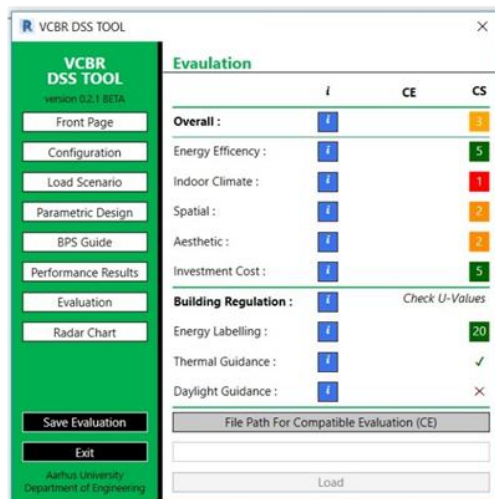 R VCBR DSS TOOL
VCBR
DSS TOOL
version 0.2.1 BETA
Front Page
Configuration
Load Scenario
Parametric Design
BPS Guide
Performance Results
Evaluation
Radar Chart
Save Evaluation
Exit
Aarhus University
Department of Engineering
Evaulation
i CE CS
Overall : i 3
Energy Efficency : i 5
Indoor Climate : i 1
Spatial : i 2
Aesthetic : i 2
Investment Cost : i 5
Building Regulation : i Check U-Values
Energy Labelling : i 20
Thermal Guidance : i ✓
Daylight Guidance : i ×
File Path For Compatible Evaluation (CE)
Load